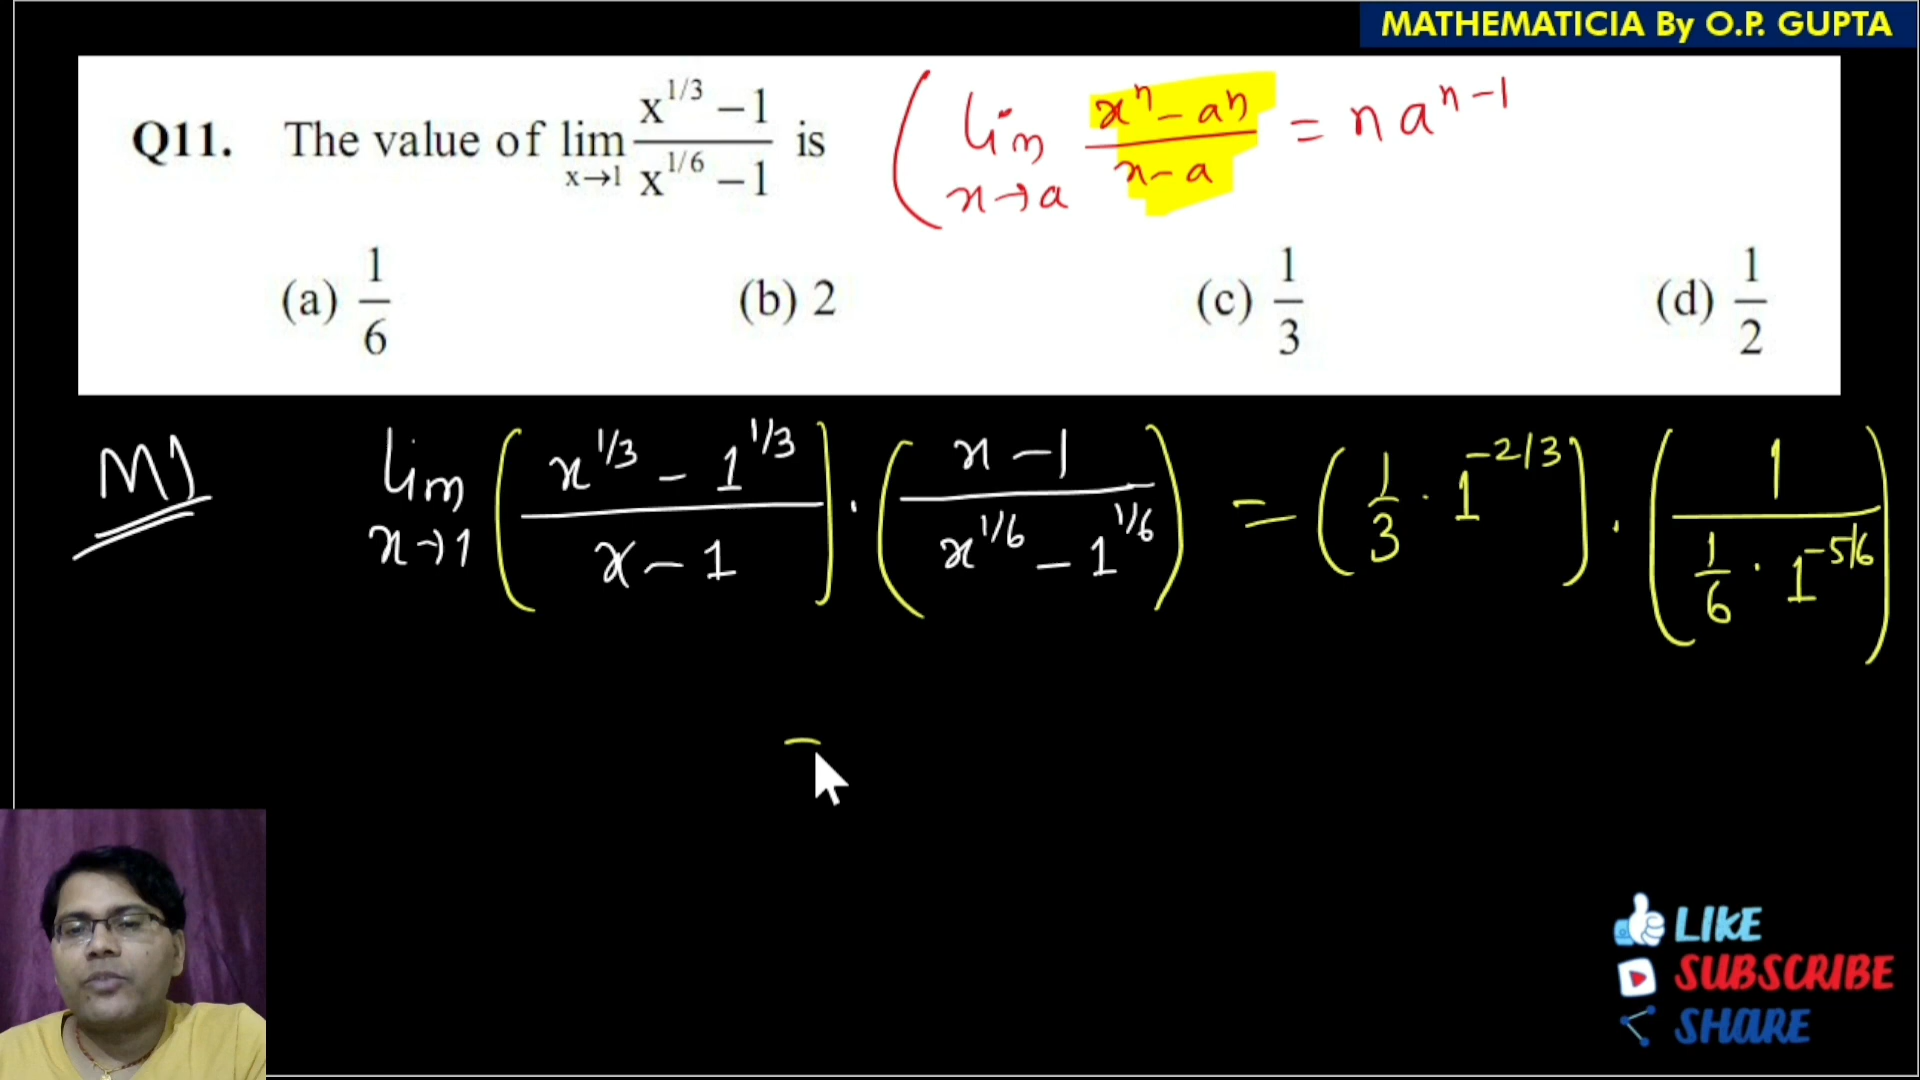 MATHEMATICIA By O.P. GUPTA
Q11. The value of lim x→1 (x^{1/3} – 1)/(x^{1/6} – 1) is ( lim x→a (x^n – a^n)/(x – a) = n a^{n-1}
(a) 1/6 (b) 2 (c) 1/3 (d) 1/2
M1 lim x→1 ( (x^{1/3} – 1^{1/3})/(x – 1) ) · ( (x – 1)/(x^{1/6} – 1^{1/6}) ) = ( 1/3 · 1^{-2/3} ) · ( 1/(1/6 · 1^{-5/6}) )
LIKE
SUBSCRIBE
SHARE